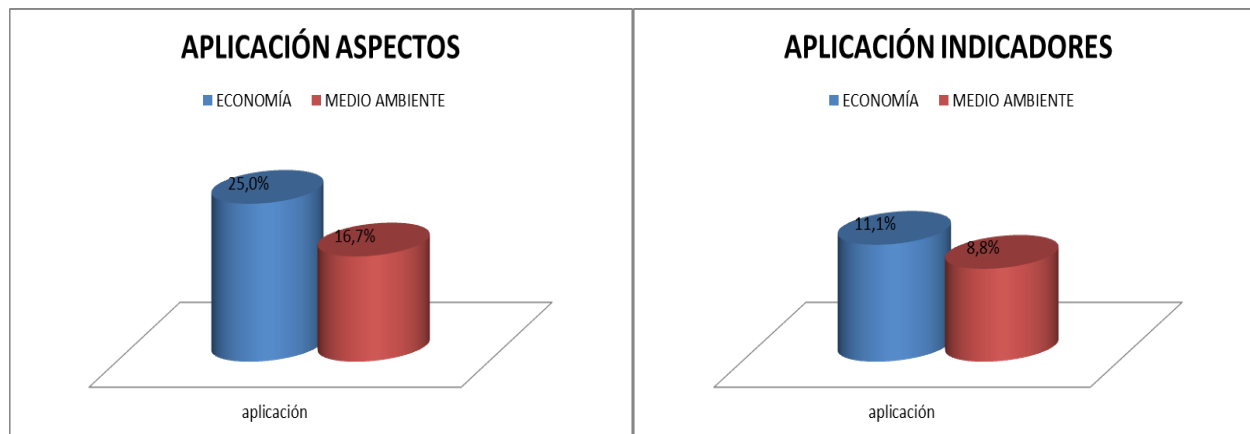 APLICACIÓN ASPECTOS
ECONOMÍA MEDIO AMBIENTE
25,0%
16,7%
aplicación
APLICACIÓN INDICADORES
ECONOMÍA MEDIO AMBIENTE
11,1%
8,8%
aplicación